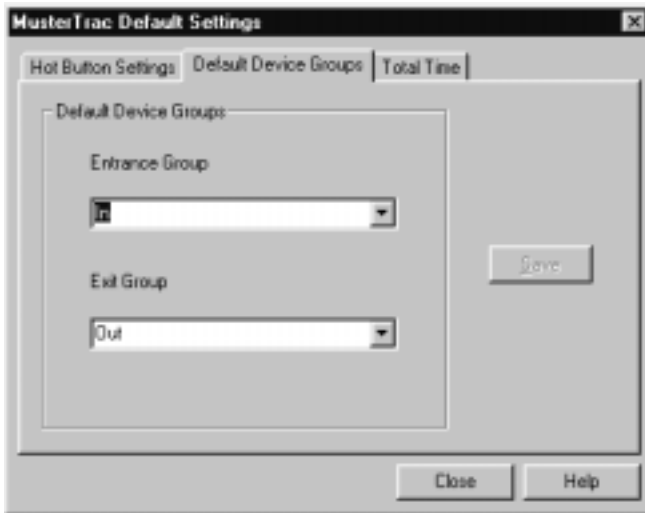 MusterTrac Default Settings
Hot Button Settings Default Device Groups Total Time
Default Device Groups
Entrance Group
In
Save
Exit Group
Out
Close Help